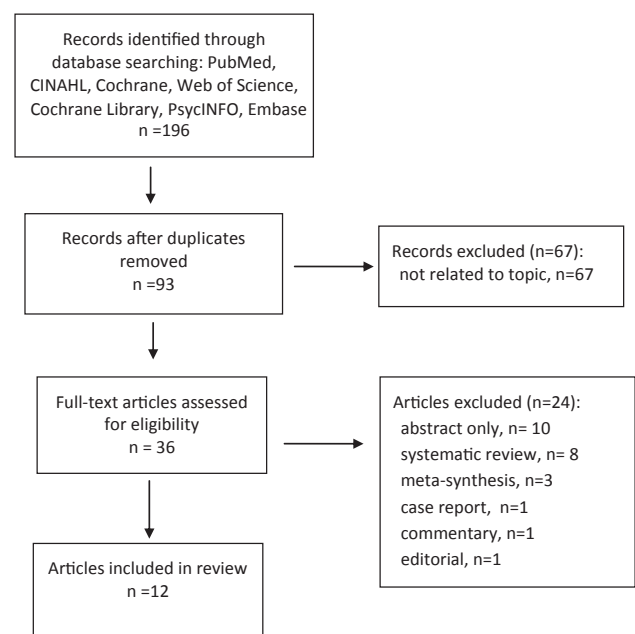 Records identified through
database searching: PubMed,
CINAHL, Cochrane, Web of Science,
Cochrane Library, PsycINFO, Embase
n =196
Records after duplicates
removed
n =93
Records excluded (n=67):
not related to topic, n=67
Full-text articles assessed
for eligibility
n = 36
Articles excluded (n=24):
abstract only, n= 10
systematic review, n= 8
meta-synthesis, n=3
case report, n=1
commentary, n=1
editorial, n=1
Articles included in review
n =12